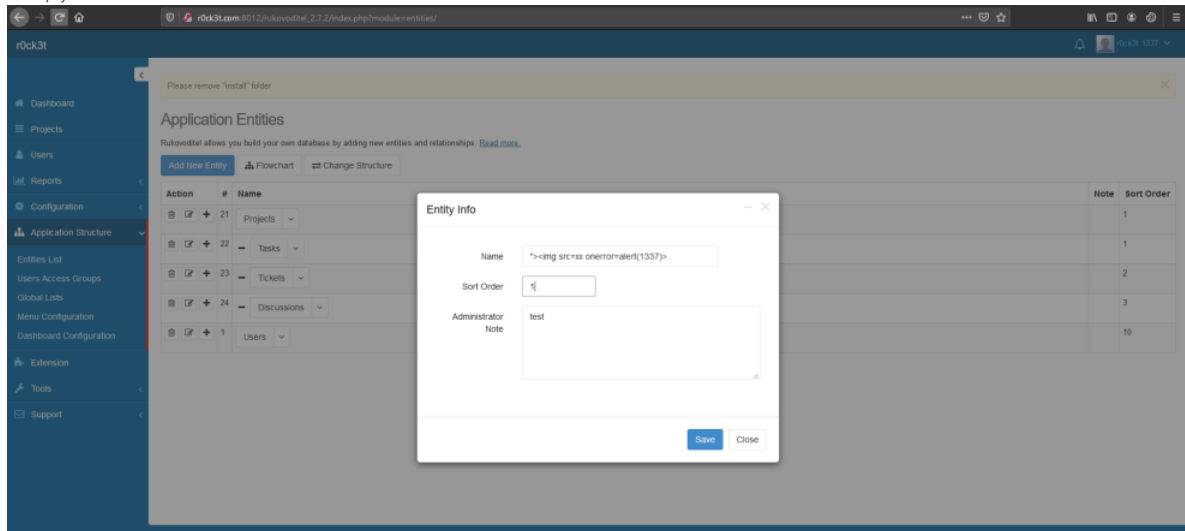 r0ck3t.com:8012/rukovoditel_2.7.2/index.php?module=entities/
r0ck3t
r0ck3t 1337
Please remove "install" folder
Dashboard
Projects
Users
Reports
Configuration
Application Structure
Entities List
Users Access Groups
Global Lists
Menu Configuration
Dashboard Configuration
Extension
Tools
Support
Application Entities
Rukovoditel allows you build your own database by adding new entities and relationships. Read more.
Add New Entity Flowchart Change Structure
Action # Name Note Sort Order
21 Projects 1
22 Tasks 1
23 Tickets 2
24 Discussions 3
1 Users 10
Entity Info
Name "><img src=xx onerror=alert(1337)>
Sort Order 1
Administrator test
Note
Save Close